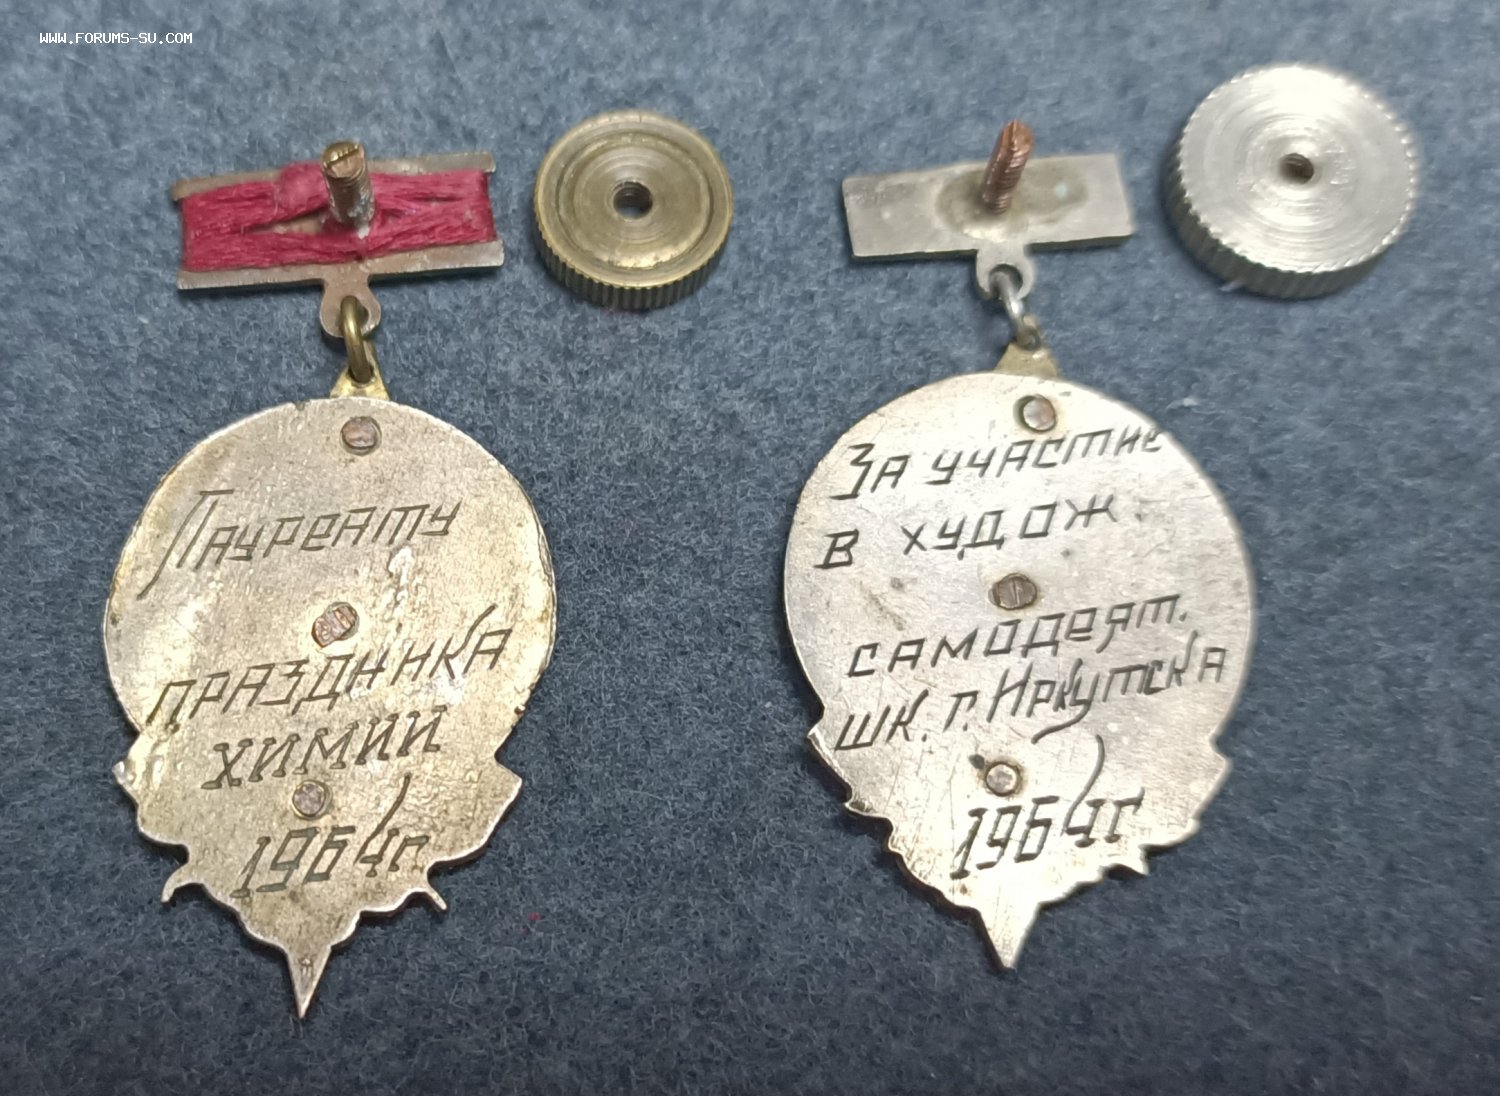 WWW.FORUMS-SU.COM
Лауреату
праздника
химии
1964г
За участие
в худож.
самодеят.
шк. г. Иркутска
1964г